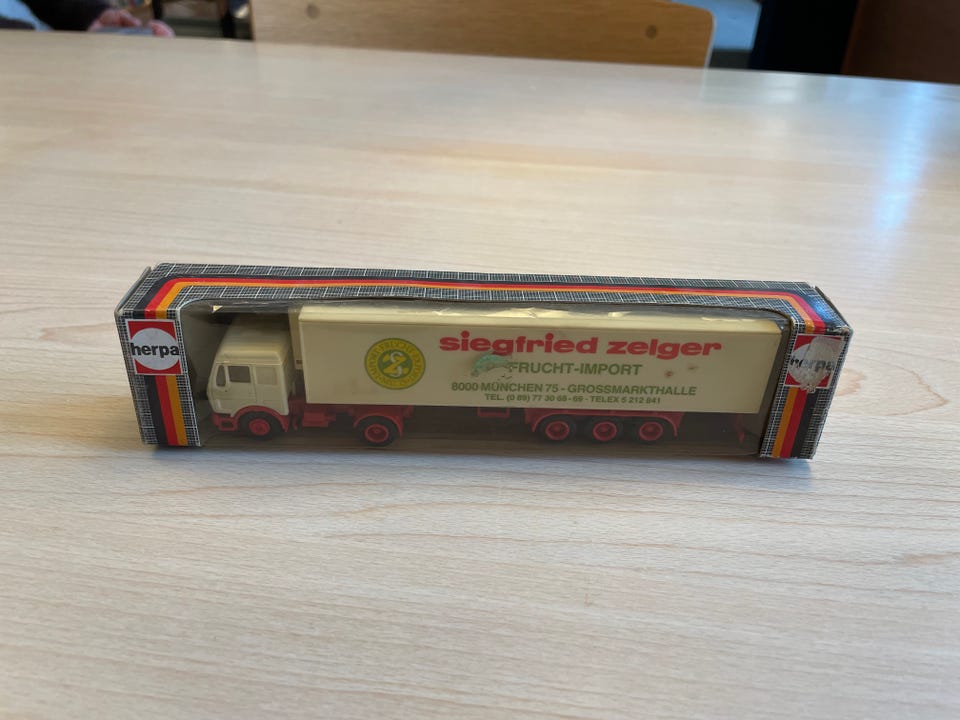 herpa
siegfried zelger
FRUCHT-IMPORT
8000 MÜNCHEN 75 - GROSSMARKTHALLE
TEL. (0 89) 77 30 68 - 69 · TELEX 5 212 841
herpa